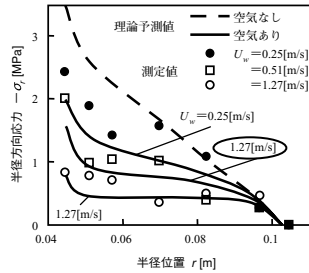 理論予測値 空気なし
空気あり
測定値 U_w=0.25[m/s]
=0.51[m/s]
=1.27[m/s]
U_w=0.25[m/s]
1.27[m/s]
1.27[m/s]
3
2
1
0
0.04 0.06 0.08 0.1
半径方向応力 −σ_r [MPa]
半径位置 r [m]